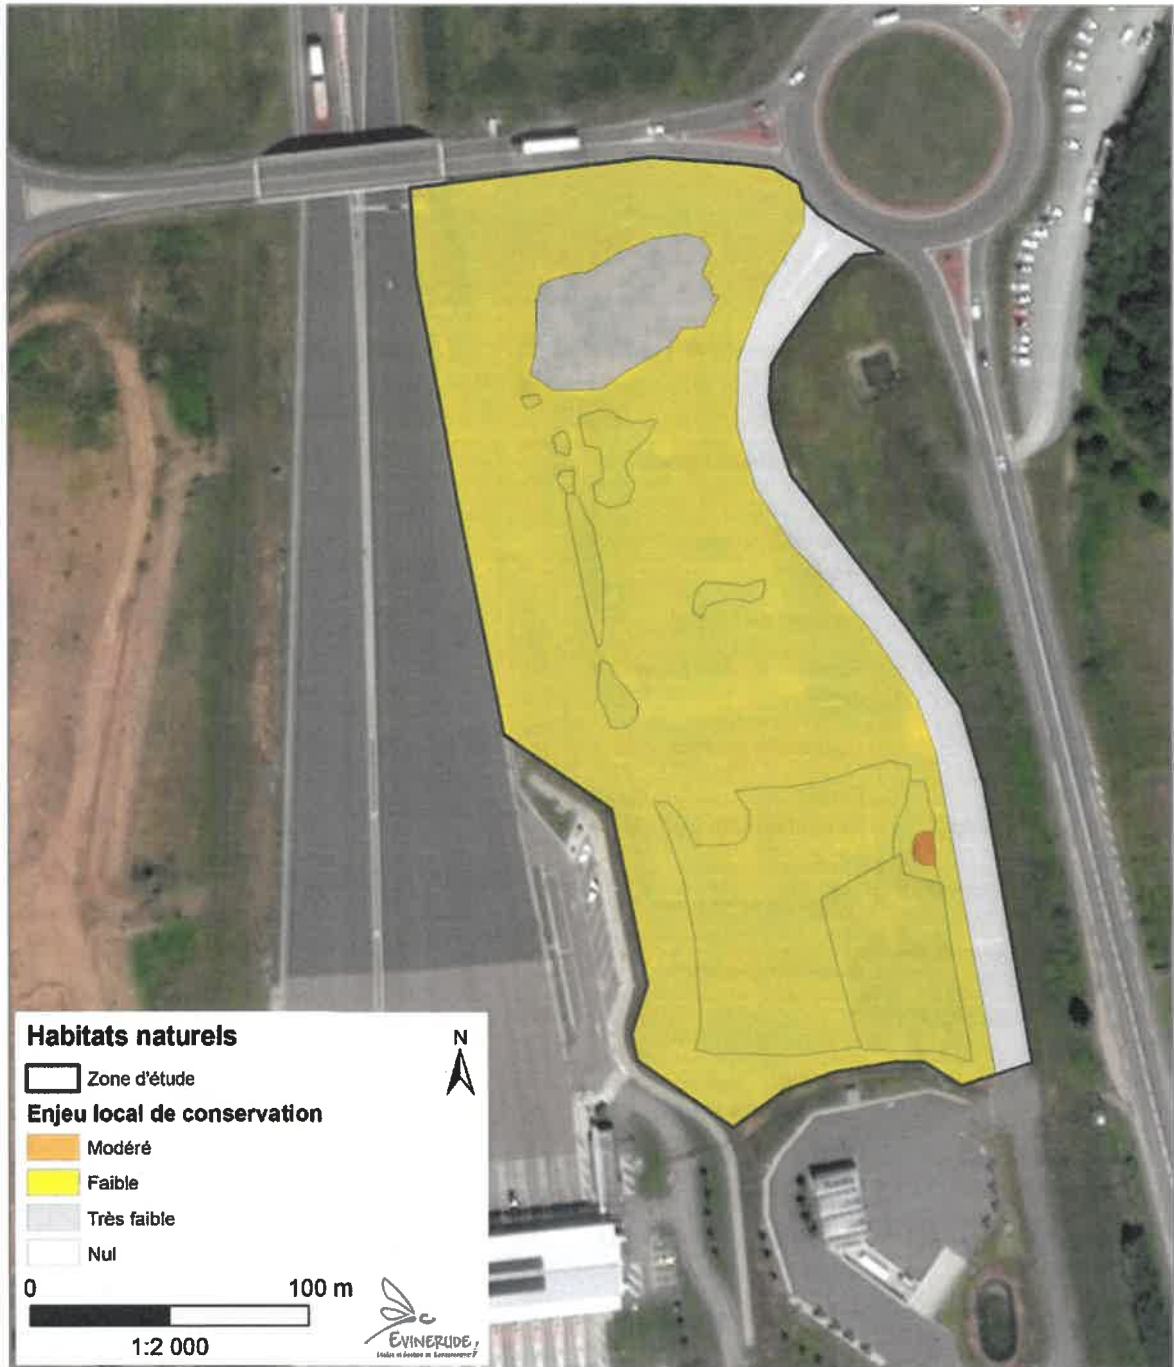 Habitats naturels
N
Zone d'étude
Enjeu local de conservation
Modéré
Faible
Très faible
Nul
0 100 m
1:2 000
EVINERUDE